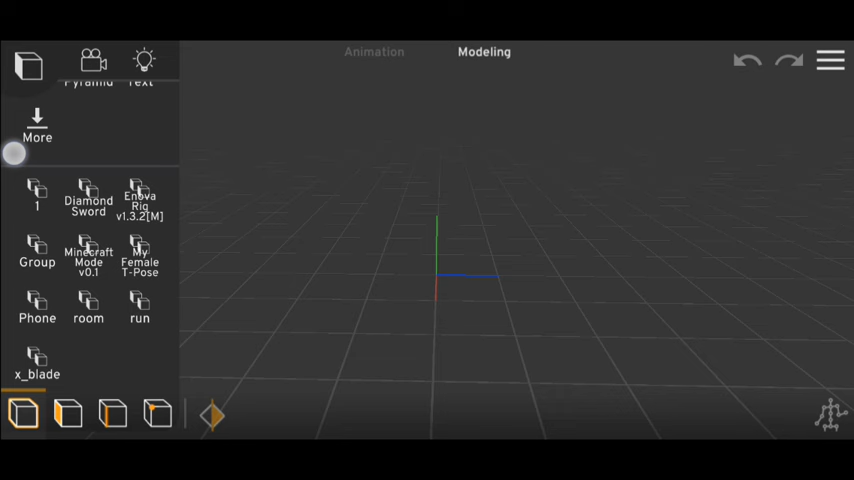 Animation Modeling
Pyramid Text
More
1 Diamond Sword Enova Rig v1.3.2[M]
Group Minecraft Mode v0.1 My Female T-Pose
Phone room run
x_blade